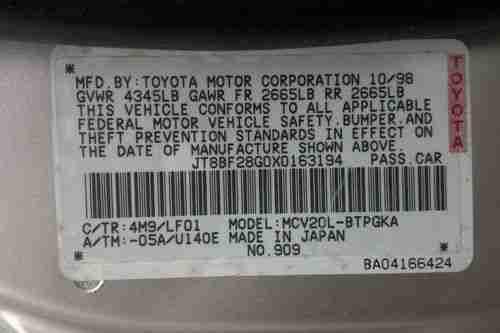 MFD.BY:TOYOTA MOTOR CORPORATION 10/98
GVWR 4345LB GAWR FR 2665LB RR 2665LB
THIS VEHICLE CONFORMS TO ALL APPLICABLE
FEDERAL MOTOR VEHICLE SAFETY.BUMPER.AND
THEFT PREVENTION STANDARDS IN EFFECT ON
THE DATE OF MANUFACTURE SHOWN ABOVE.
JT8BF28G0X0163194 PASS.CAR
TOYOTA
C/TR:4M9/LF01 MODEL:MCV20L-BTPGKA
A/TM:-05A/U140E MADE IN JAPAN
NO.909
BA04166424